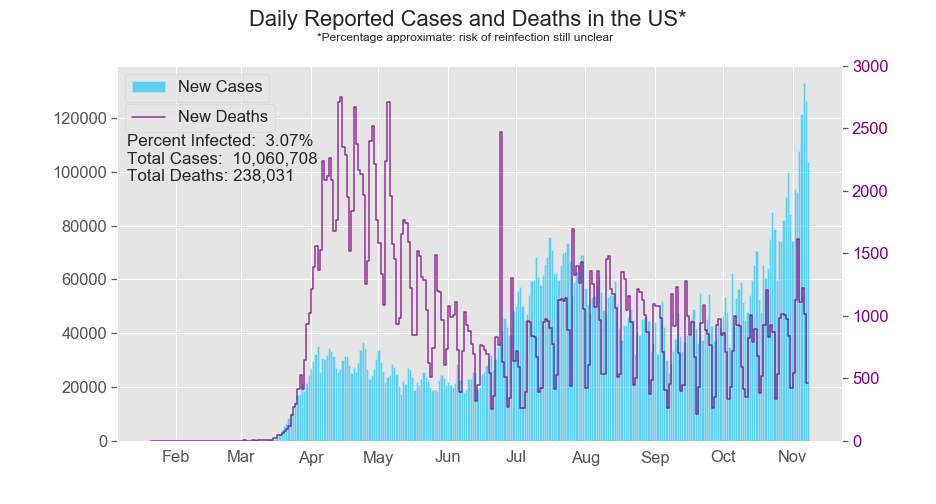 Daily Reported Cases and Deaths in the US*
*Percentage approximate: risk of reinfection still unclear
New Cases
New Deaths
Percent Infected:  3.07%
Total Cases:  10,060,708
Total Deaths: 238,031
120000
100000
80000
60000
40000
20000
0
3000
2500
2000
1500
1000
500
0
Feb Mar Apr May Jun Jul Aug Sep Oct Nov